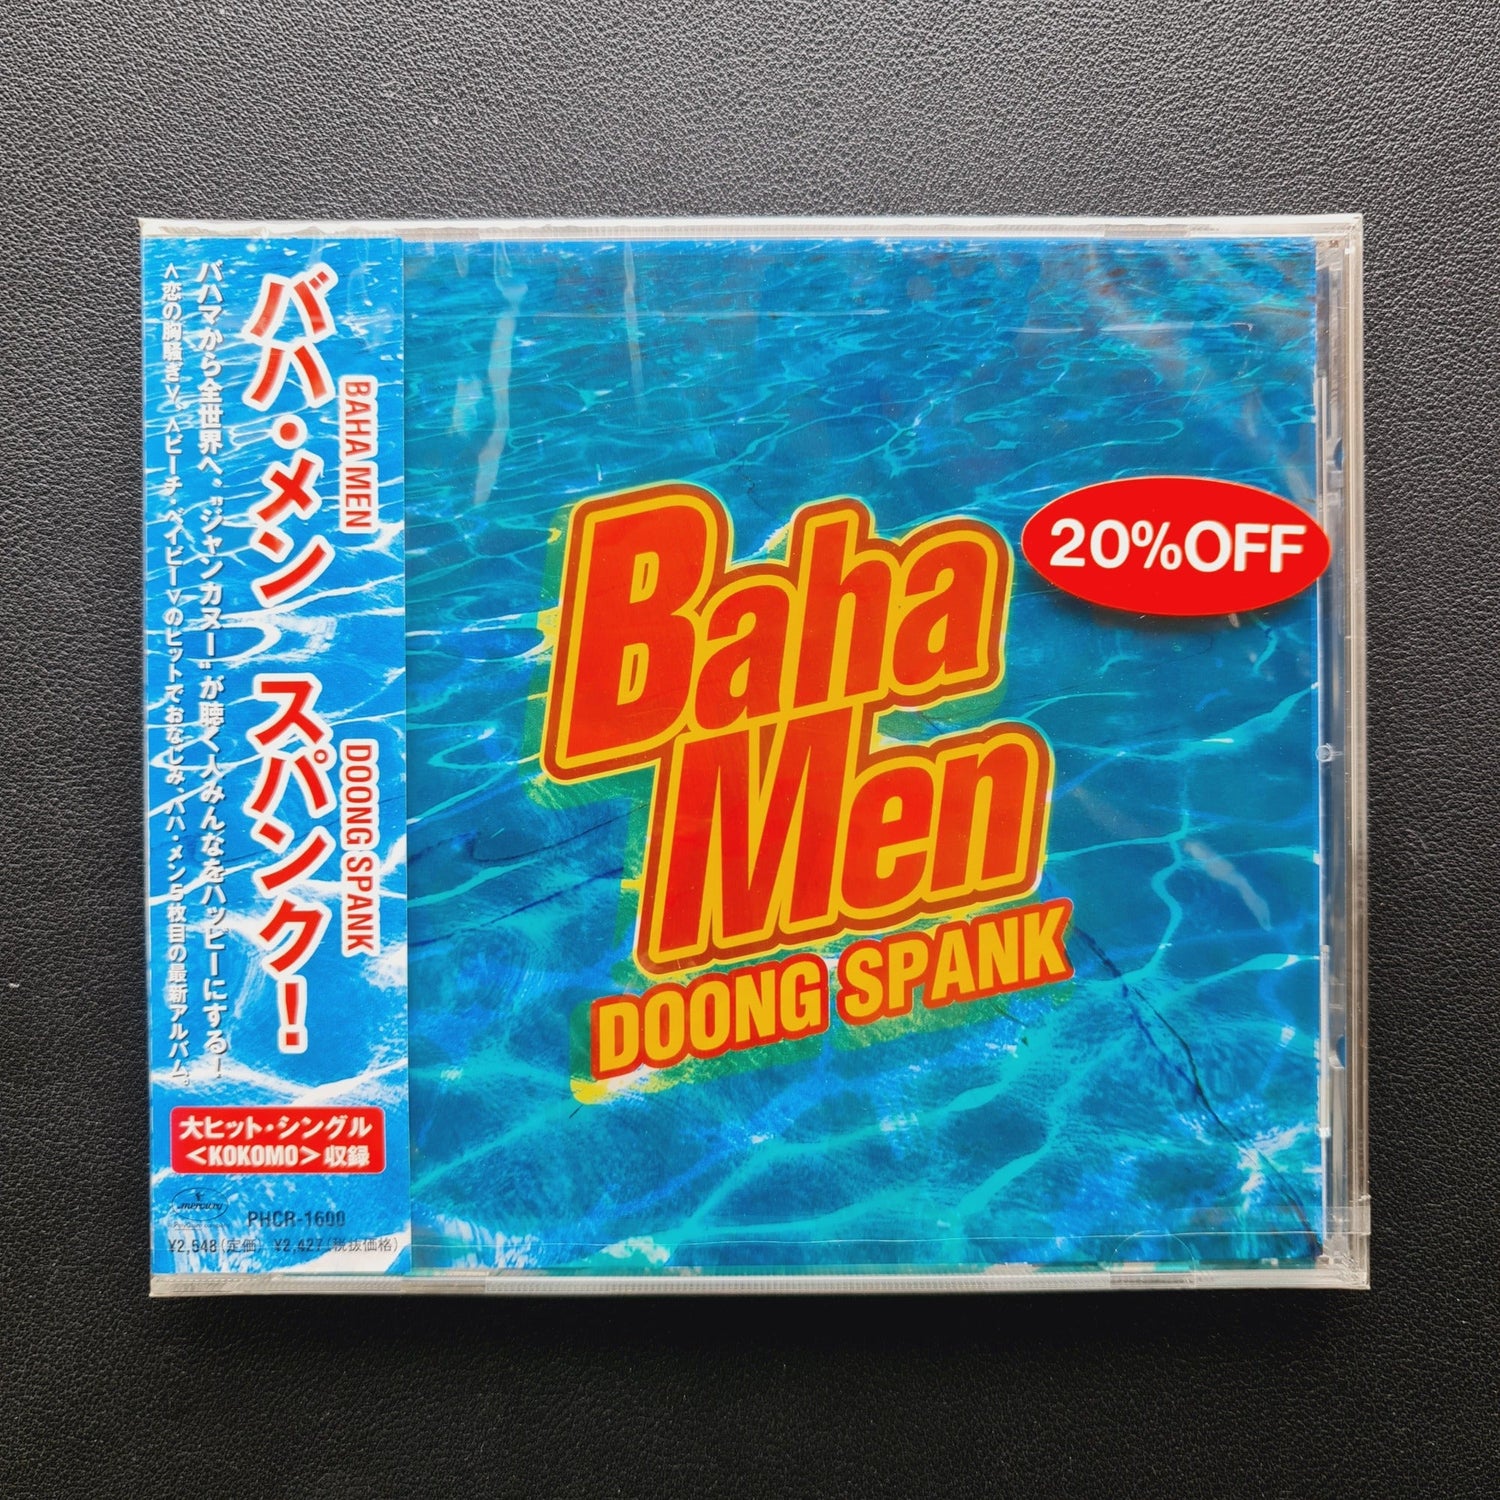 バハ・メン スパンク!
BAHA MEN
DOONG SPANK
バハマから全世界へ、"ジャンカヌー"が聴く人みんなをハッピーにする!
<恋の胸騒ぎ>、<ビーチ・ベイビー>のヒットでおなじみ、バハ・メン5枚目の最新アルバム。
大ヒット・シングル
<KOKOMO>収録
mercury
PHCR-1600
¥2,548(定価) ¥2,427(税抜価格)
Baha
Men
DOONG SPANK
20%OFF